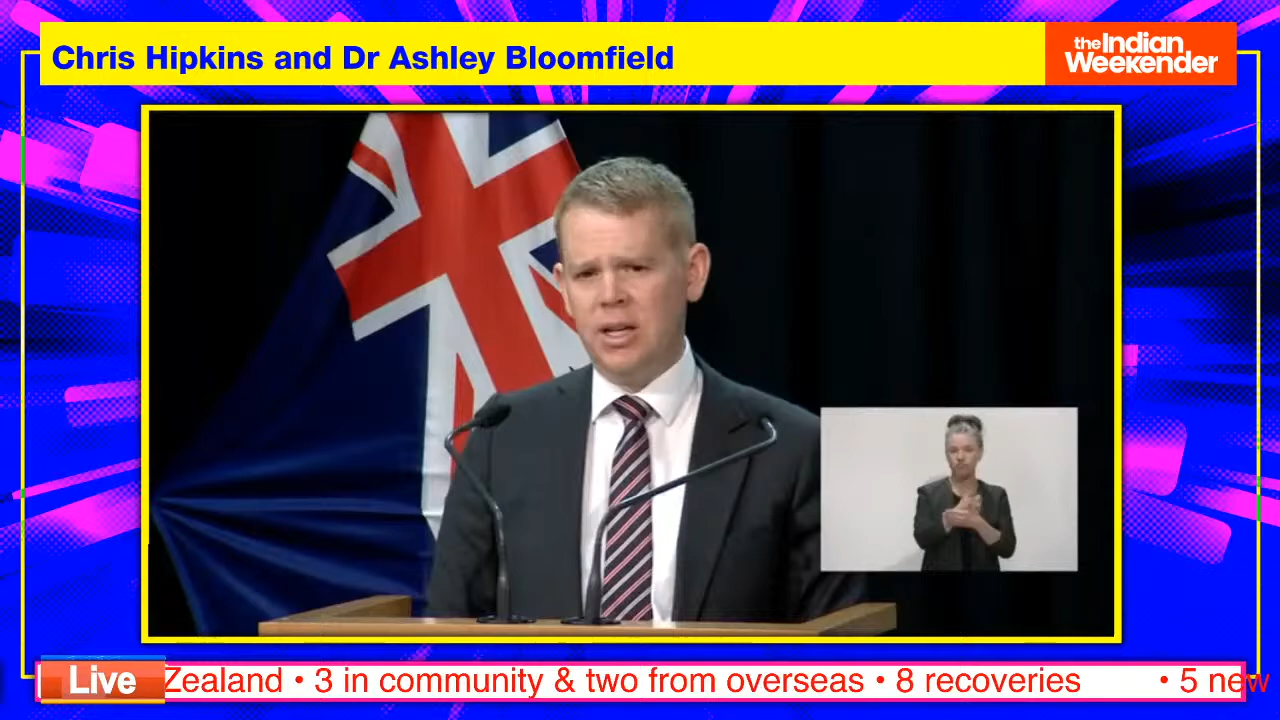 Chris Hipkins and Dr Ashley Bloomfield
the Indian
Weekender
Live
Zealand • 3 in community & two from overseas • 8 recoveries • 5 new